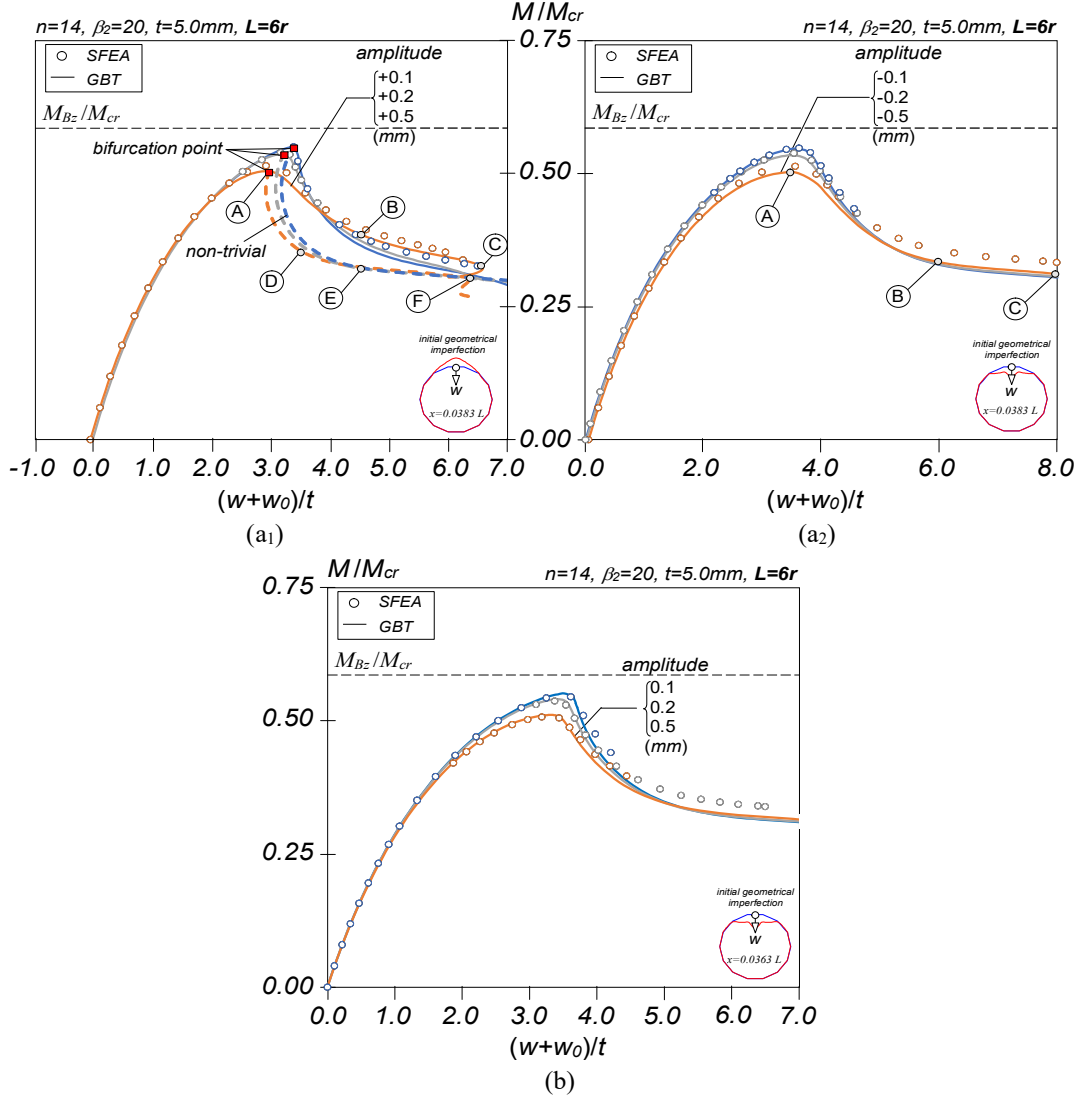 n=14, β2=20, t=5.0mm, L=6r
M/Mcr
n=14, β2=20, t=5.0mm, L=6r
0.75
SFEA
GBT
amplitude
+0.1
+0.2
+0.5
(mm)
MBz/Mcr
bifurcation point
A
B
C
non-trivial
D
E
F
initial geometrical
imperfection
w
x=0.0383 L
0.50
0.25
0.00
-1.0 0.0 1.0 2.0 3.0 4.0 5.0 6.0 7.0
(w+w0)/t
(a1)
SFEA
GBT
amplitude
-0.1
-0.2
-0.5
(mm)
MBz/Mcr
A
B
C
initial geometrical
imperfection
w
x=0.0383 L
0.0 2.0 4.0 6.0 8.0
(w+w0)/t
(a2)
M/Mcr
n=14, β2=20, t=5.0mm, L=6r
0.75
SFEA
GBT
MBz/Mcr
amplitude
0.1
0.2
0.5
(mm)
0.50
0.25
0.00
initial geometrical
imperfection
w
x=0.0363 L
0.0 1.0 2.0 3.0 4.0 5.0 6.0 7.0
(w+w0)/t
(b)